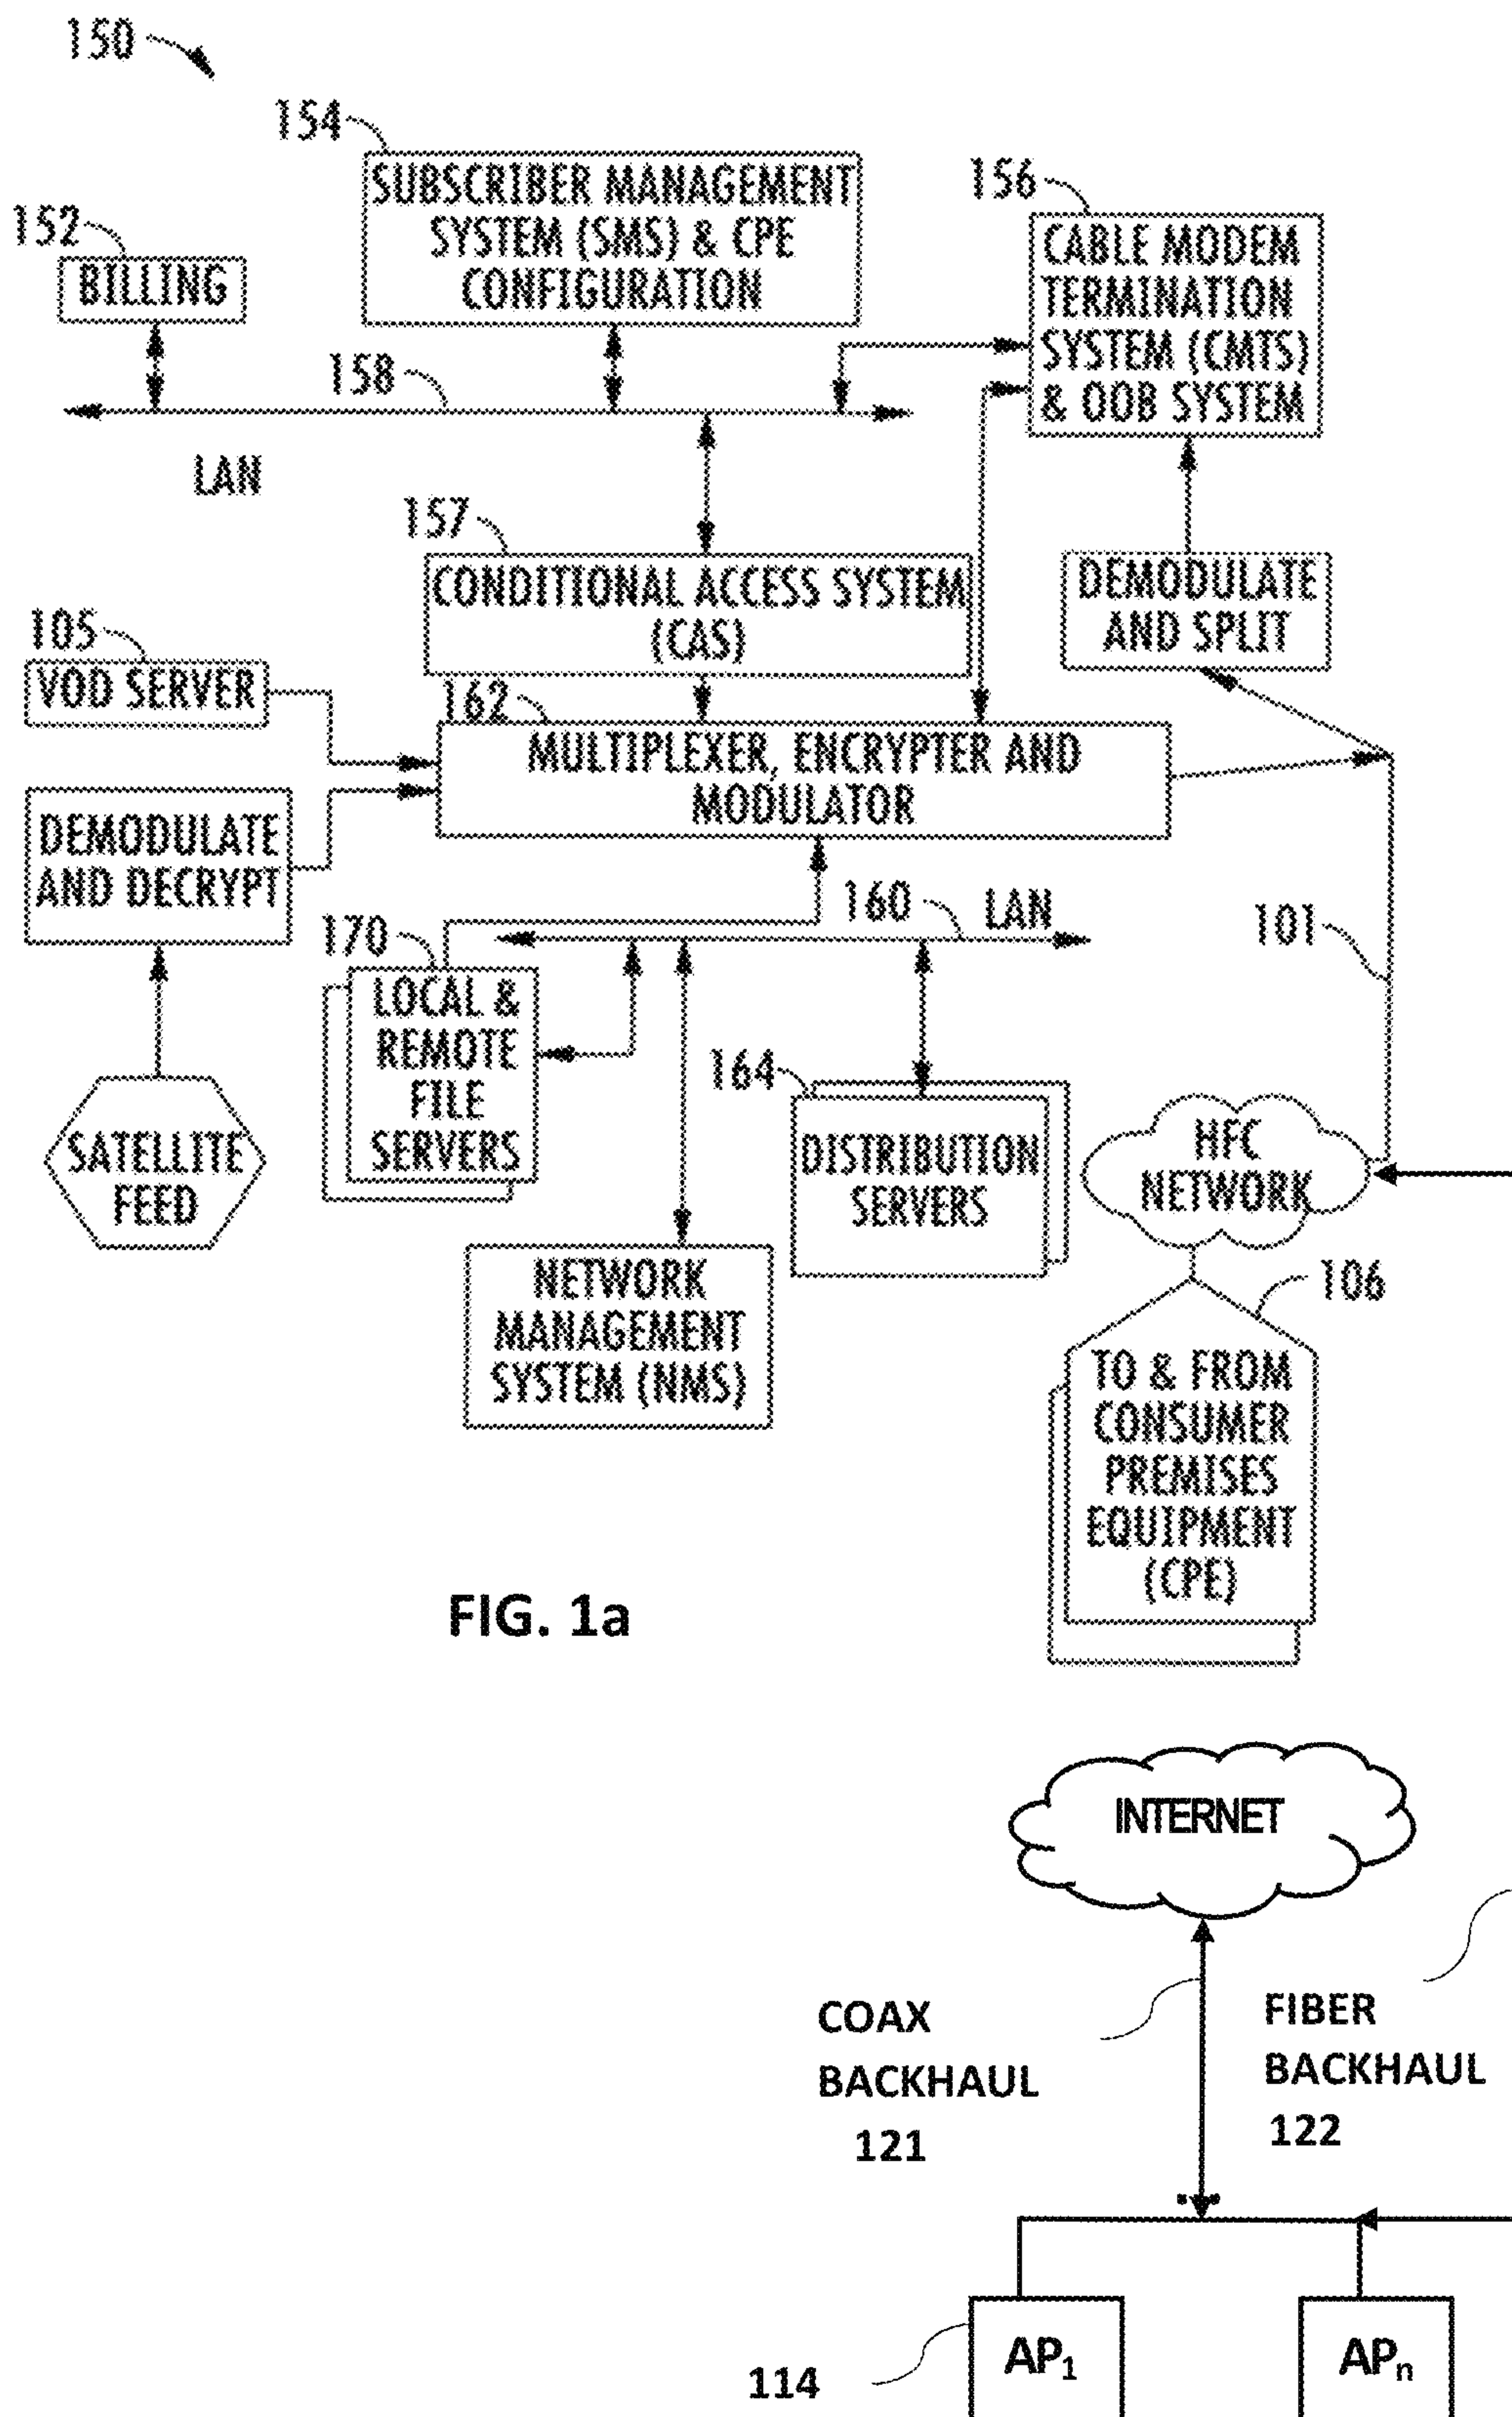 150
154
SUBSCRIBER MANAGEMENT
SYSTEM (SMS) & CPE
CONFIGURATION
156
CABLE MODEM
TERMINATION
SYSTEM (CMTS)
& OOB SYSTEM
152
BILLING
158
LAN
157
CONDITIONAL ACCESS SYSTEM
(CAS)
DEMODULATE
AND SPLIT
105
VOD SERVER
162
MULTIPLEXER, ENCRYPTER AND
MODULATOR
DEMODULATE
AND DECRYPT
170
LOCAL &
REMOTE
FILE
SERVERS
160
LAN
101
SATELLITE
FEED
164
DISTRIBUTION
SERVERS
HFC
NETWORK
NETWORK
MANAGEMENT
SYSTEM (NMS)
106
TO & FROM
CONSUMER
PREMISES
EQUIPMENT
(CPE)
FIG. 1a
INTERNET
COAX
BACKHAUL
121
FIBER
BACKHAUL
122
114
AP1
APn